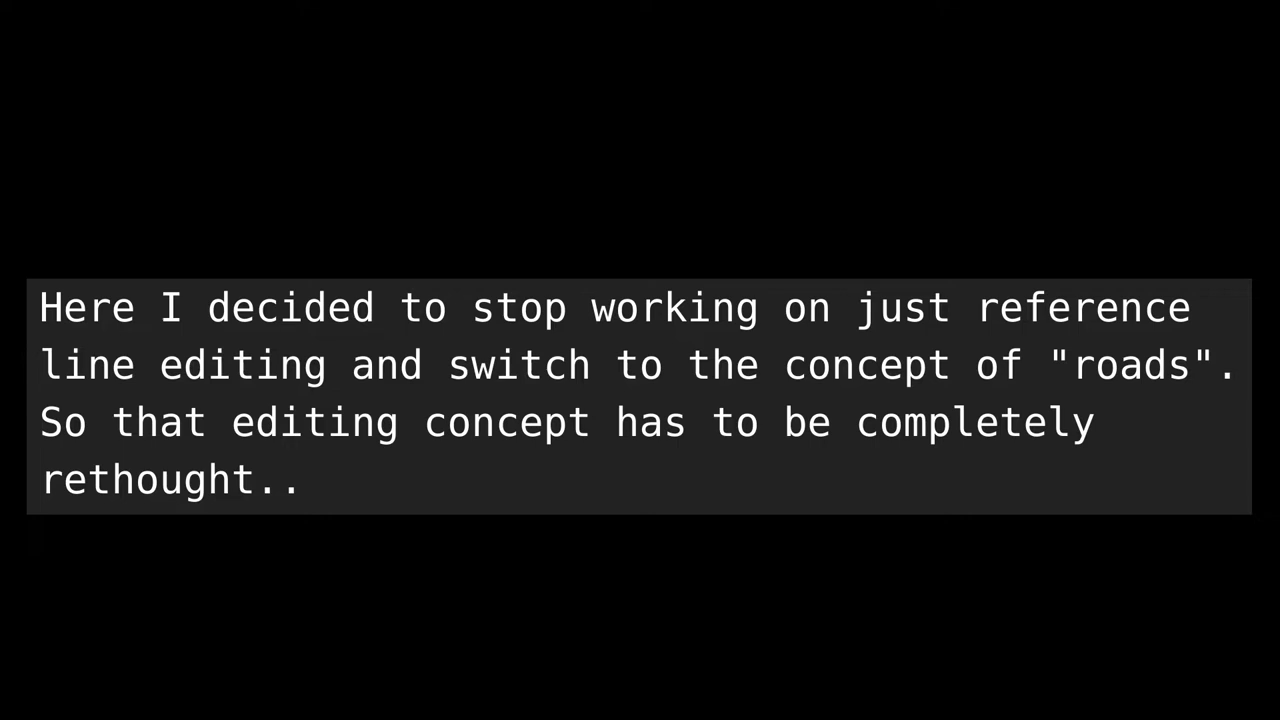 Here I decided to stop working on just reference
line editing and switch to the concept of "roads".
So that editing concept has to be completely
rethought..